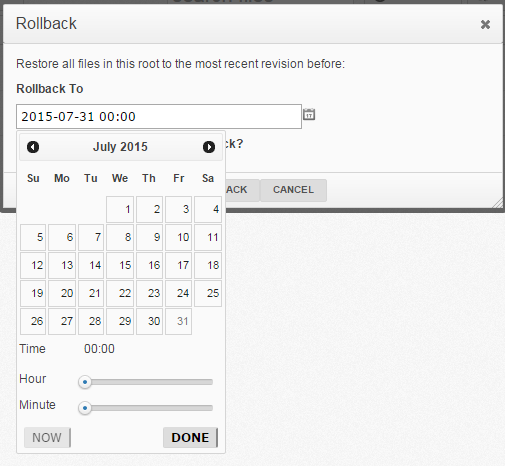 Rollback
Restore all files in this root to the most recent revision before:
Rollback To
2015-07-31 00:00
17
July 2015
k?
Su Mo Tu We Th Fr Sa
1 2 3 4
5 6 7 8 9 10 11
12 13 14 15 16 17 18
19 20 21 22 23 24 25
26 27 28 29 30 31
ACK CANCEL
Time 00:00
Hour
Minute
NOW DONE